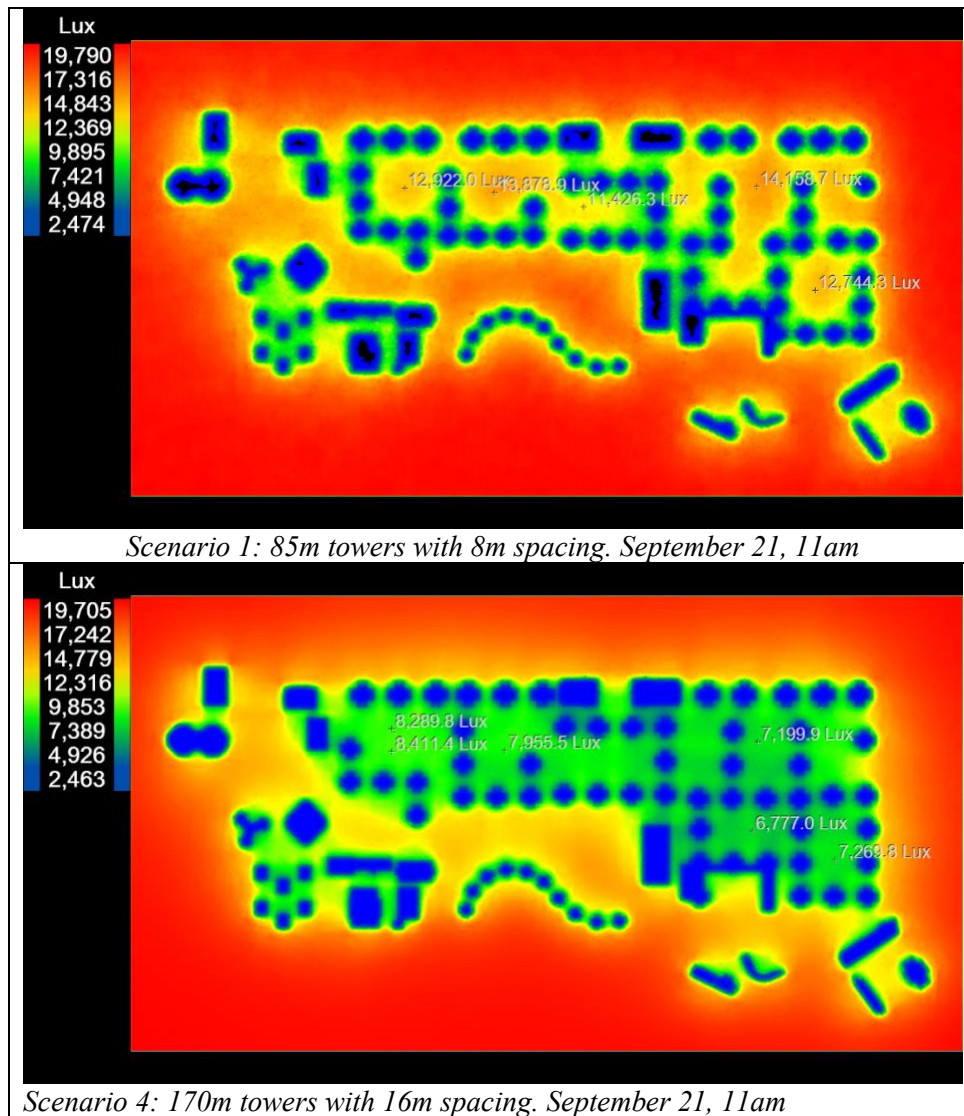 Lux
19,790
17,316
14,843
12,369
9,895
7,421
4,948
2,474
12,922.0 Lux
13,878.9 Lux
11,426.3 Lux
14,158.7 Lux
12,744.3 Lux
Scenario 1: 85m towers with 8m spacing. September 21, 11am
Lux
19,705
17,242
14,779
12,316
9,853
7,389
4,926
2,463
8,289.8 Lux
8,411.4 Lux
7,955.5 Lux
7,199.9 Lux
6,777.0 Lux
7,269.8 Lux
Scenario 4: 170m towers with 16m spacing. September 21, 11am